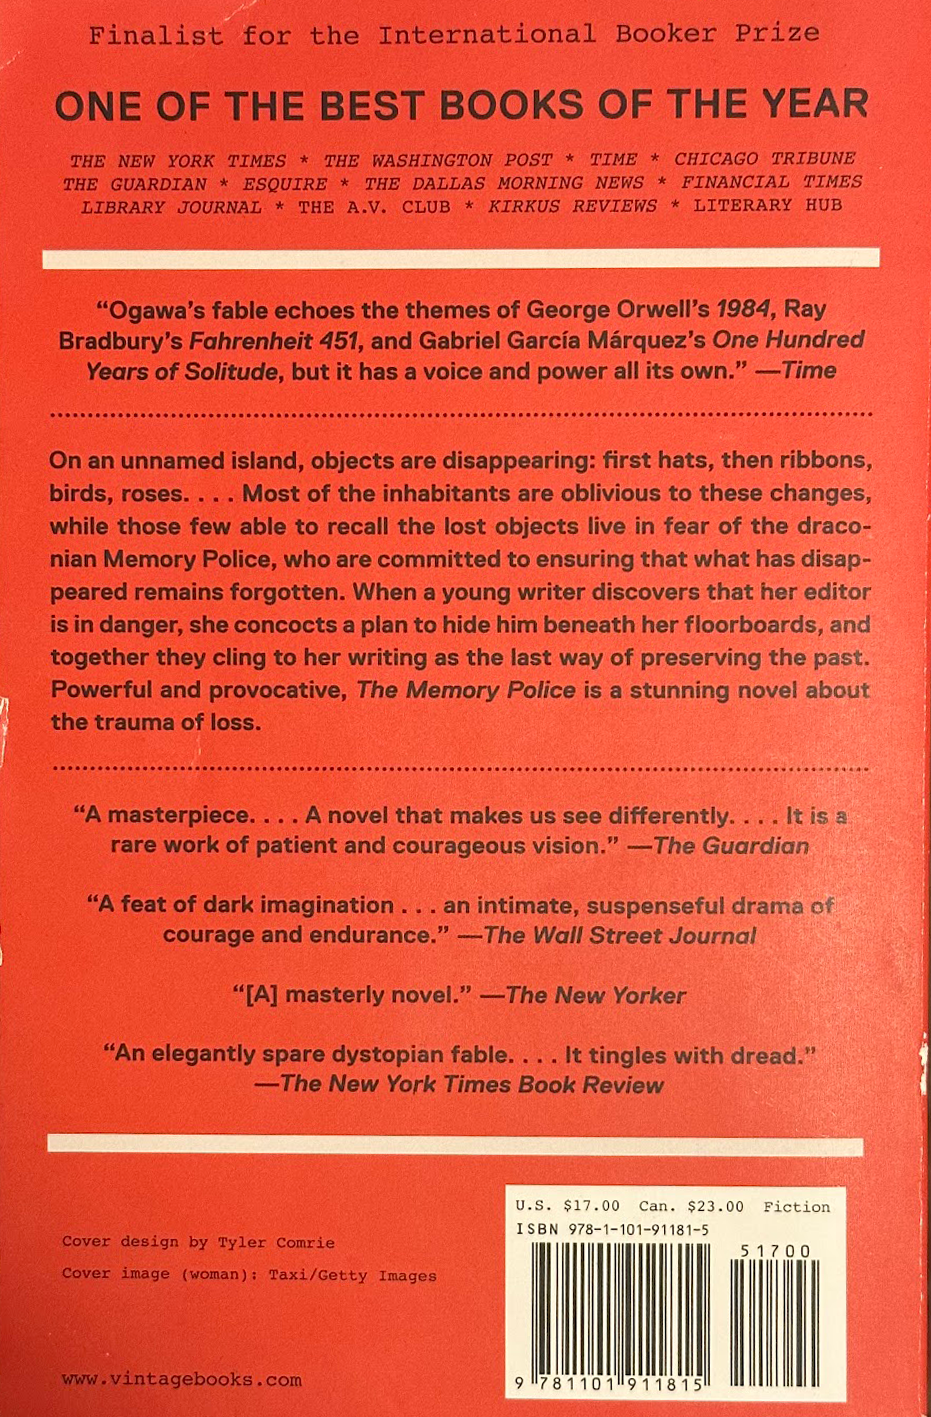 Finalist for the International Booker Prize
ONE OF THE BEST BOOKS OF THE YEAR
THE NEW YORK TIMES * THE WASHINGTON POST * TIME * CHICAGO TRIBUNE
THE GUARDIAN * ESQUIRE * THE DALLAS MORNING NEWS * FINANCIAL TIMES
LIBRARY JOURNAL * THE A.V. CLUB * KIRKUS REVIEWS * LITERARY HUB
“Ogawa’s fable echoes the themes of George Orwell’s 1984, Ray
Bradbury’s Fahrenheit 451, and Gabriel García Márquez’s One Hundred
Years of Solitude, but it has a voice and power all its own.” —Time
On an unnamed island, objects are disappearing: first hats, then ribbons,
birds, roses. . . . Most of the inhabitants are oblivious to these changes,
while those few able to recall the lost objects live in fear of the draco-
nian Memory Police, who are committed to ensuring that what has disap-
peared remains forgotten. When a young writer discovers that her editor
is in danger, she concocts a plan to hide him beneath her floorboards, and
together they cling to her writing as the last way of preserving the past.
Powerful and provocative, The Memory Police is a stunning novel about
the trauma of loss.
“A masterpiece. . . . A novel that makes us see differently. . . . It is a
rare work of patient and courageous vision.” —The Guardian
“A feat of dark imagination . . . an intimate, suspenseful drama of
courage and endurance.” —The Wall Street Journal
“[A] masterly novel.” —The New Yorker
“An elegantly spare dystopian fable. . . . It tingles with dread.”
—The New York Times Book Review
U.S. $17.00 Can. $23.00 Fiction
ISBN 978-1-101-91181-5
51700
9 781101 911815
Cover design by Tyler Comrie
Cover image (woman): Taxi/Getty Images
www.vintagebooks.com